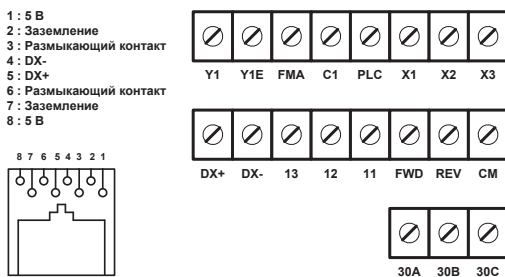 1 : 5 В
2 : Заземление
3 : Размыкающий контакт
4 : DX-
5 : DX+
6 : Размыкающий контакт
7 : Заземление
8 : 5 В
8 7 6 5 4 3 2 1
Y1 Y1E FMA C1 PLC X1 X2 X3
DX+ DX- 13 12 11 FWD REV CM
30A 30B 30C